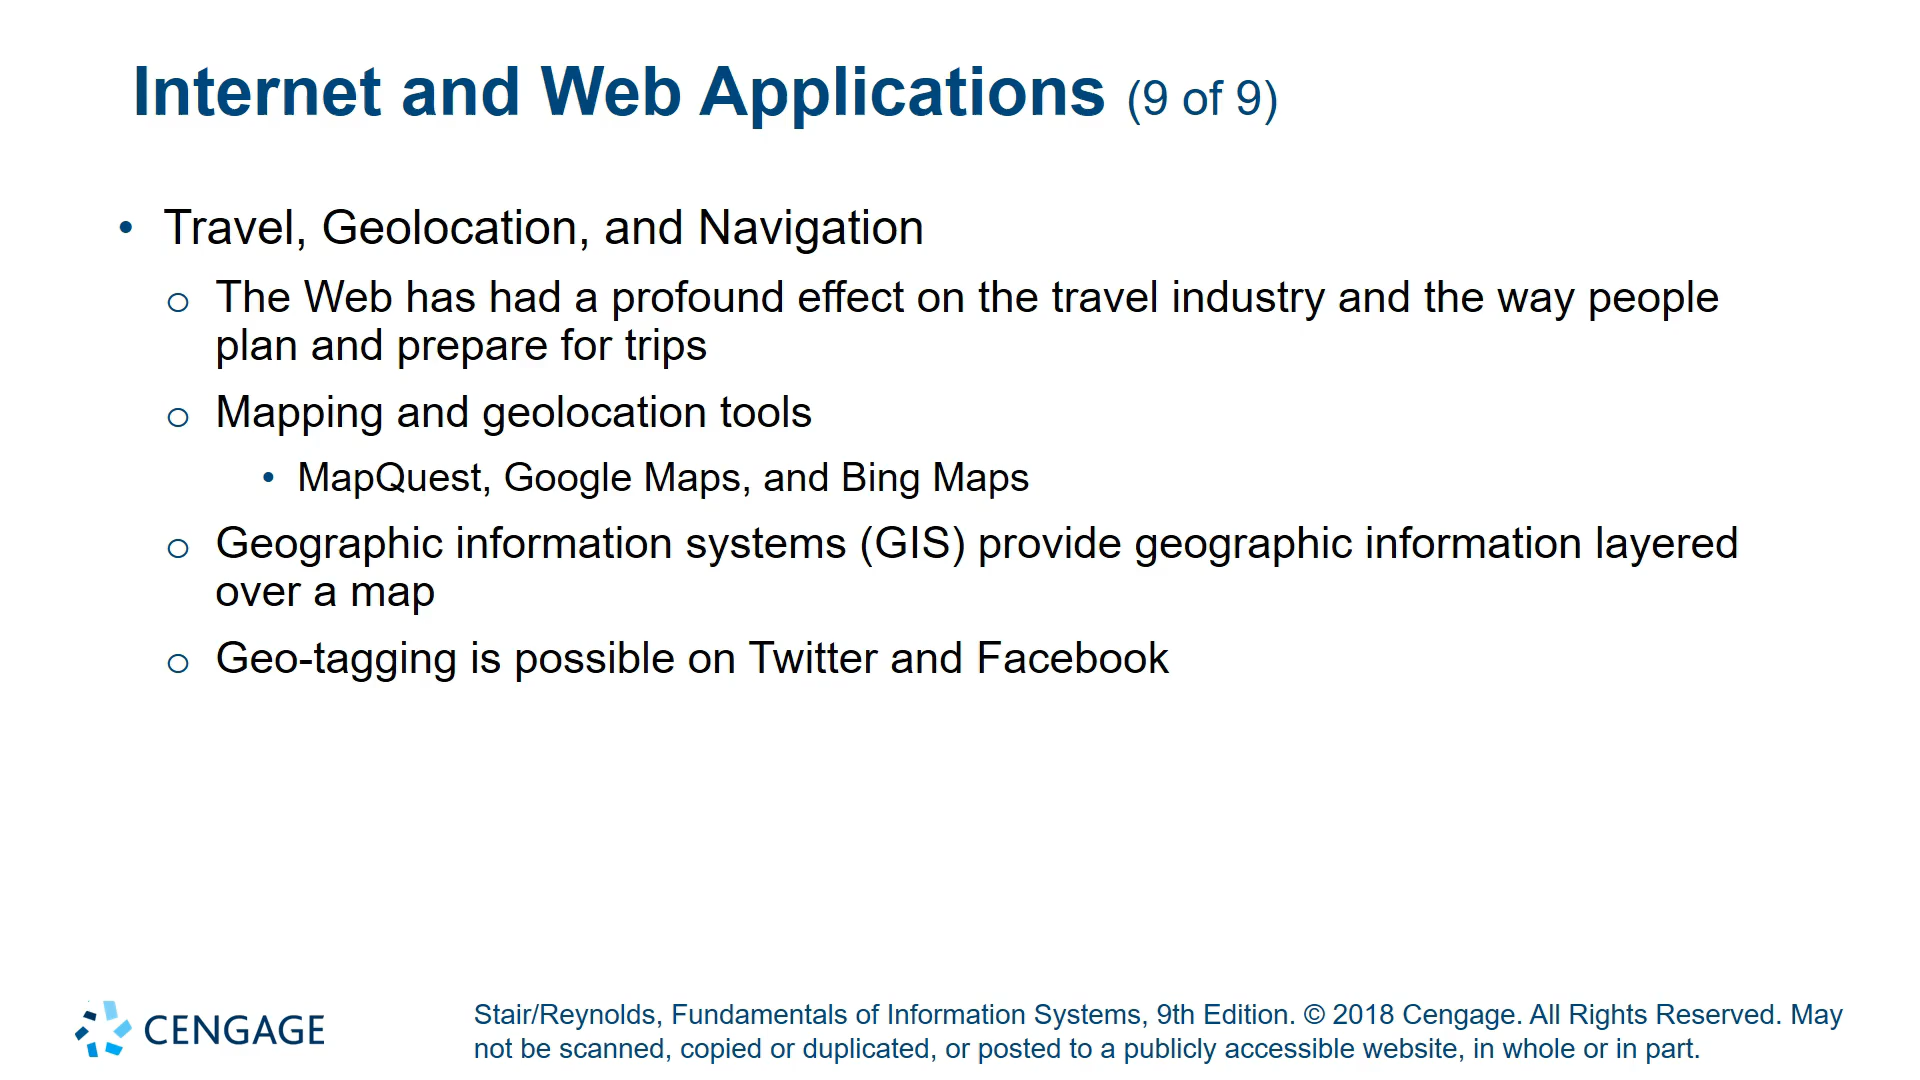 Internet and Web Applications (9 of 9)
• Travel, Geolocation, and Navigation
o The Web has had a profound effect on the travel industry and the way people
plan and prepare for trips
o Mapping and geolocation tools
• MapQuest, Google Maps, and Bing Maps
o Geographic information systems (GIS) provide geographic information layered
over a map
o Geo-tagging is possible on Twitter and Facebook
CENGAGE
Stair/Reynolds, Fundamentals of Information Systems, 9th Edition. © 2018 Cengage. All Rights Reserved. May
not be scanned, copied or duplicated, or posted to a publicly accessible website, in whole or in part.